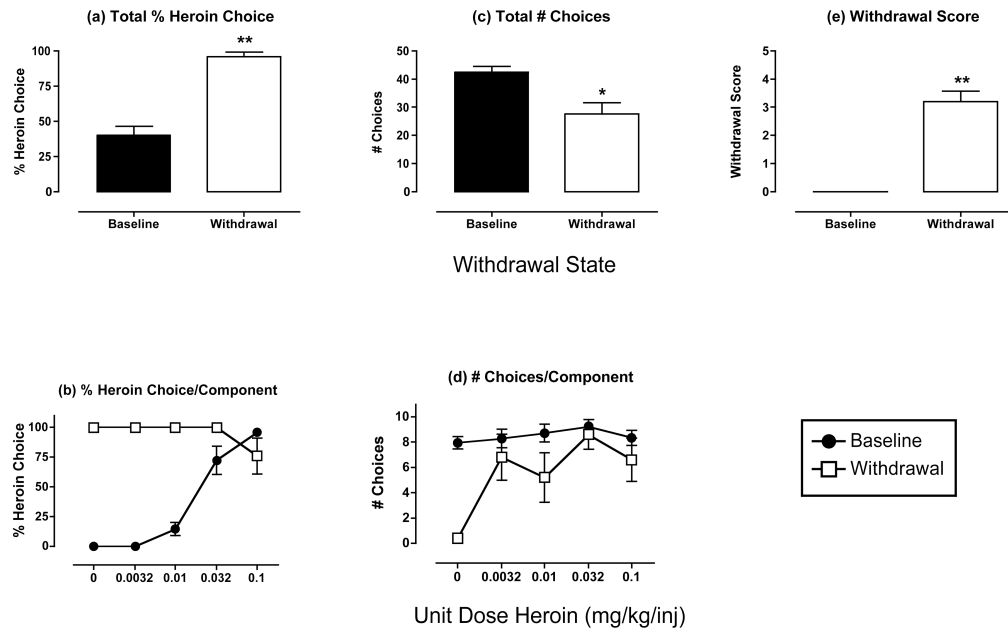 (a) Total % Heroin Choice
% Heroin Choice
100
75
50
25
0
**
Baseline
Withdrawal
(c) Total # Choices
# Choices
50
40
30
20
10
0
*
Baseline
Withdrawal
(e) Withdrawal Score
Withdrawal Score
5
4
3
2
1
0
**
Baseline
Withdrawal
Withdrawal State
(b) % Heroin Choice/Component
% Heroin Choice
100
75
50
25
0
0 0.0032 0.01 0.032 0.1
(d) # Choices/Component
# Choices
10
8
6
4
2
0
0 0.0032 0.01 0.032 0.1
Baseline
Withdrawal
Unit Dose Heroin (mg/kg/inj)